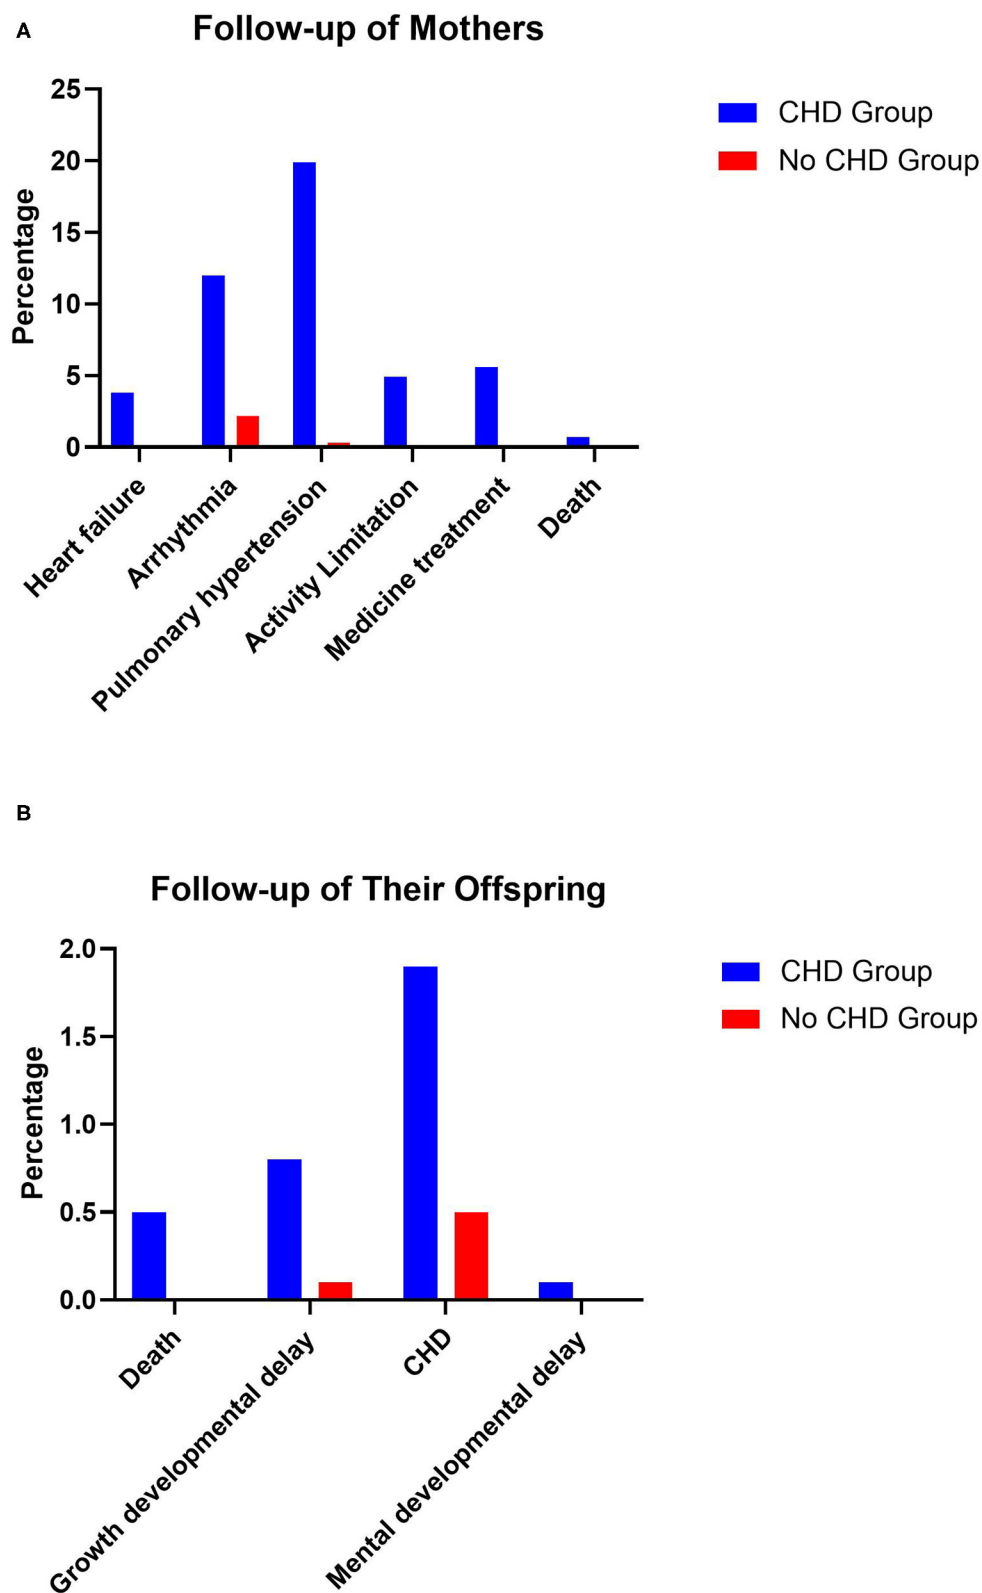 A
Follow-up of Mothers
25
20
15
10
5
0
Percentage
CHD Group
No CHD Group
Heart failure
Arrhythmia
Pulmonary hypertension
Activity Limitation
Medicine treatment
Death
B
Follow-up of Their Offspring
2.0
1.5
1.0
0.5
0.0
Percentage
CHD Group
No CHD Group
Death
Growth developmental delay
CHD
Mental developmental delay